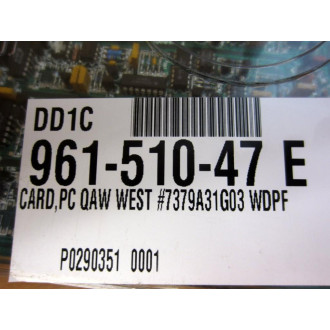 DD1C
961-510-47 E
CARD,PC QAW WEST #7379A31G03 WDPF
P0290351 0001